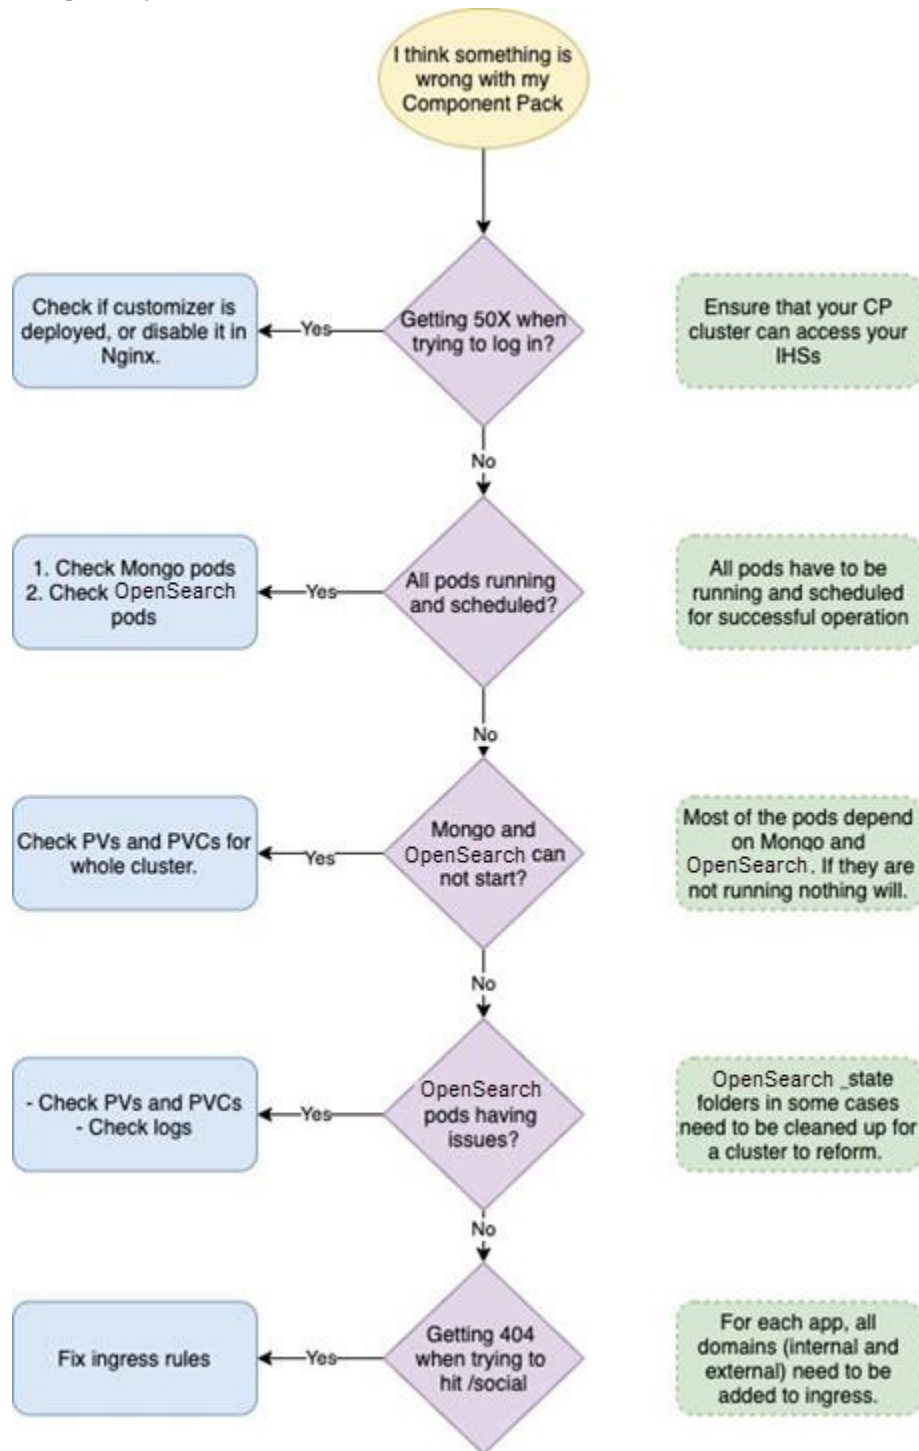 I think something is
wrong with my
Component Pack
Check if customizer is
deployed, or disable it in
Nginx.
Yes
Getting 50X when
trying to log in?
Ensure that your CP
cluster can access your
IHSs
No
1. Check Mongo pods
2. Check OpenSearch
pods
Yes
All pods running
and scheduled?
All pods have to be
running and scheduled
for successful operation
No
Check PVs and PVCs for
whole cluster.
Yes
Mongo and
OpenSearch can
not start?
Most of the pods depend
on Mongo and
OpenSearch. If they are
not running nothing will.
No
- Check PVs and PVCs
- Check logs
Yes
OpenSearch
pods having
issues?
OpenSearch _state
folders in some cases
need to be cleaned up for
a cluster to reform.
No
Fix ingress rules
Yes
Getting 404
when trying to
hit /social
For each app, all
domains (internal and
external) need to be
added to ingress.